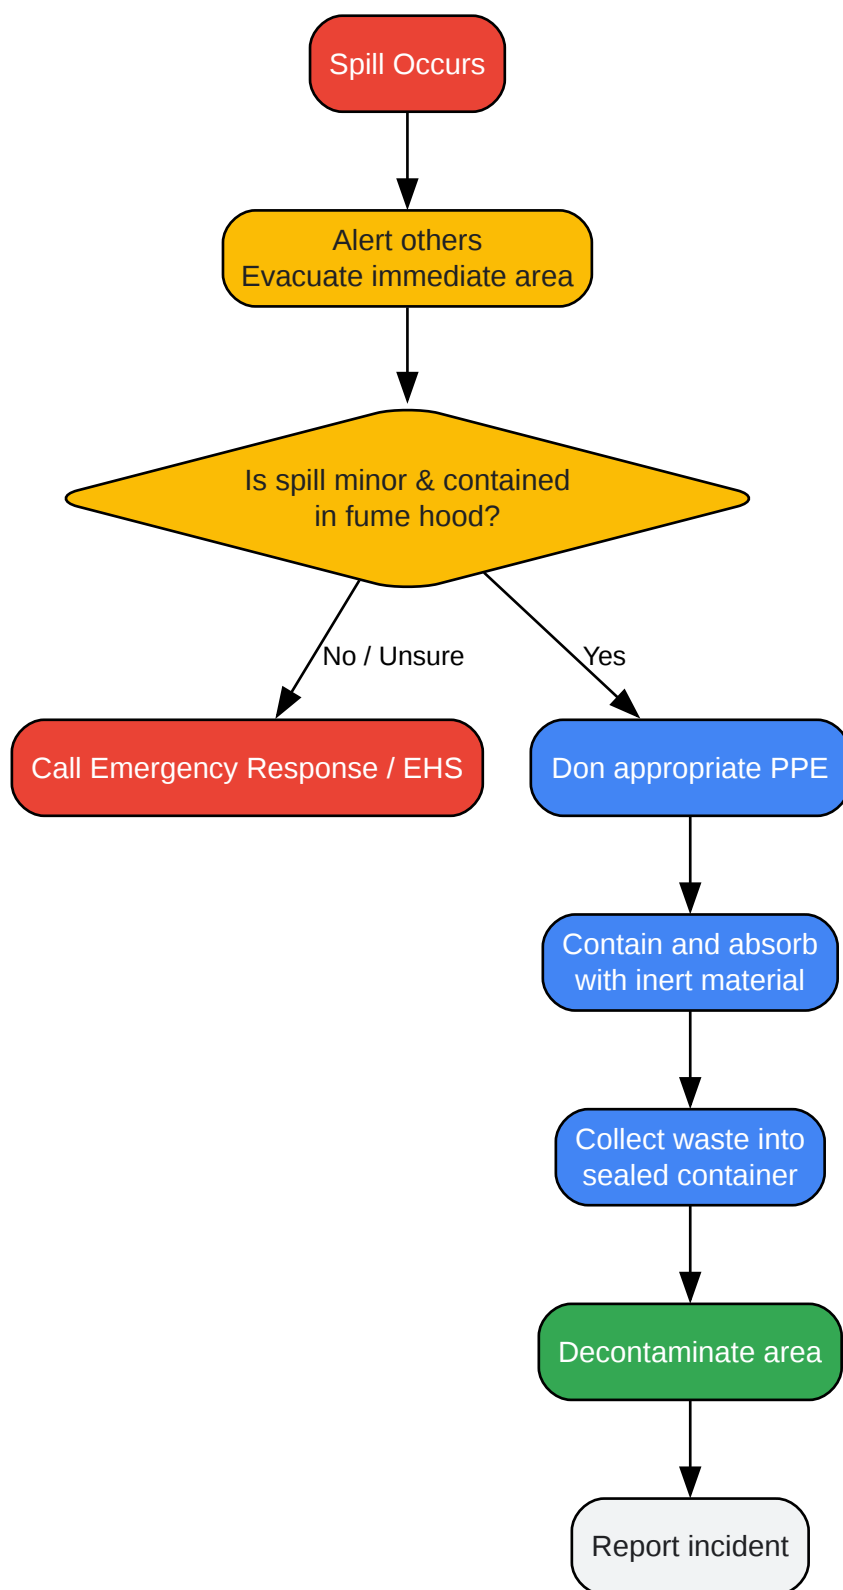 Spill Occurs
Alert others
Evacuate immediate area
Is spill minor & contained
in fume hood?
No / Unsure
Yes
Call Emergency Response / EHS
Don appropriate PPE
Contain and absorb
with inert material
Collect waste into
sealed container
Decontaminate area
Report incident